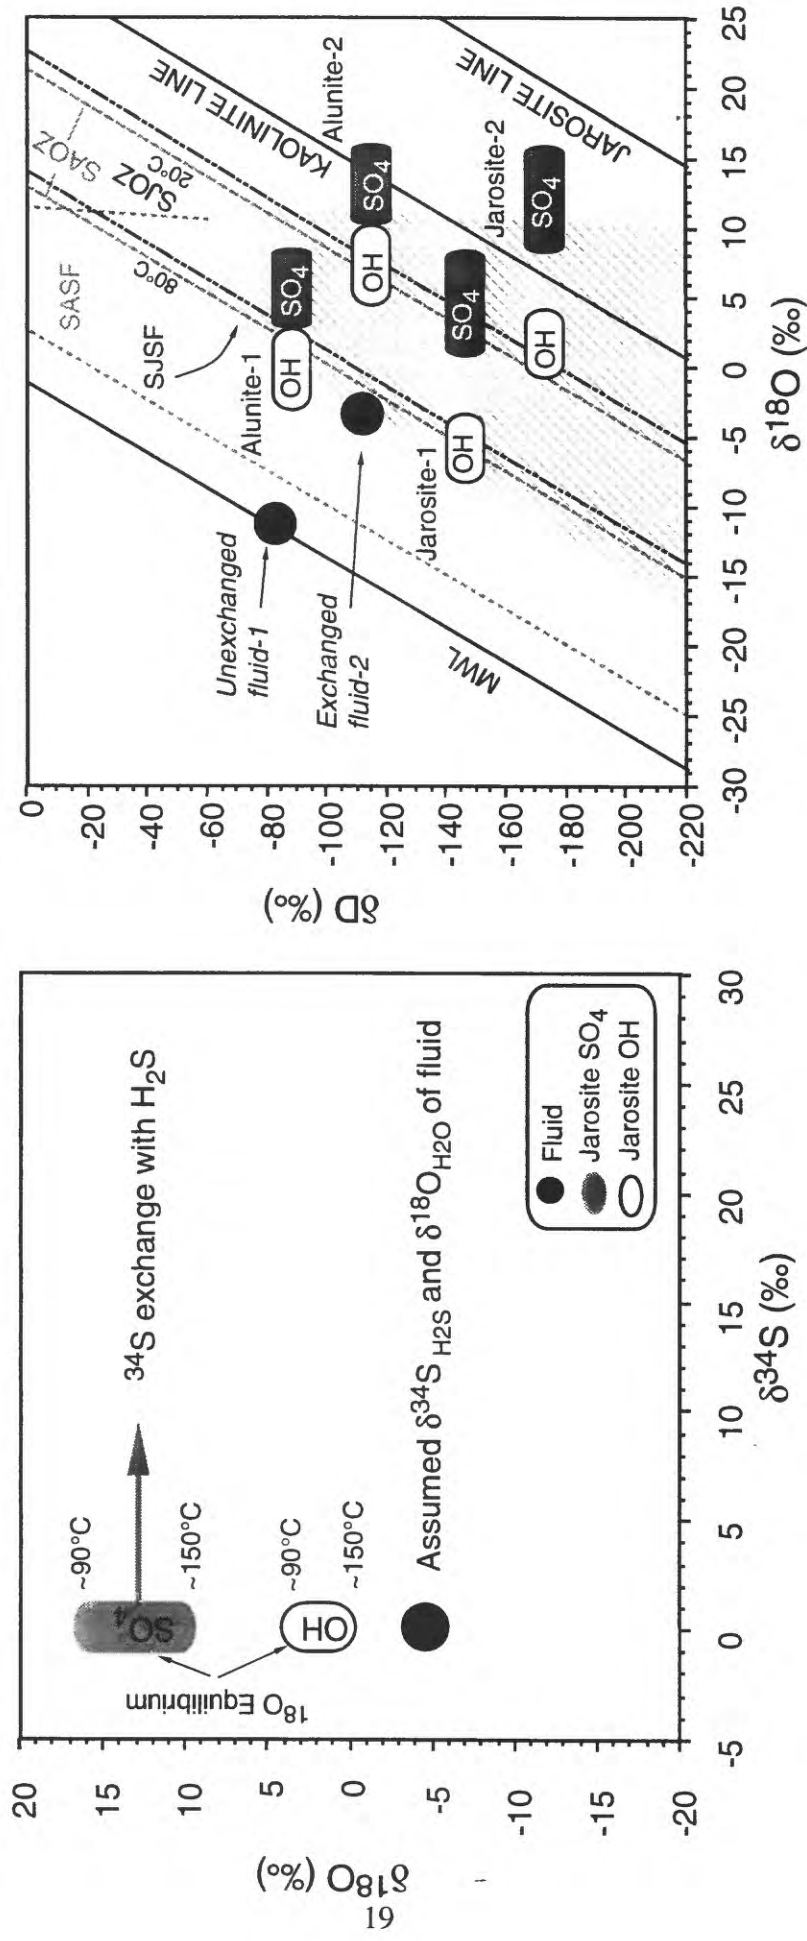 20
15
10
5
0
-5
-10
-15
-20
δ18O (‰)
-5
0
5
10
15
20
25
30
δ34S (‰)
18O Equilibrium
SO4
~90°C
~150°C
34S exchange with H2S
OH
~90°C
~150°C
Assumed δ34S H2S and δ18O H2O of fluid
Fluid
Jarosite SO4
Jarosite OH
0
-20
-40
-60
-80
-100
-120
-140
-160
-180
-200
-220
δD (‰)
-30
-25
-20
-15
-10
-5
0
5
10
15
20
25
δ18O (‰)
SASF
SJSF
SAOZ
SJOZ
80°C
20°C
KAOLINITE LINE
JAROSITE LINE
MWL
Unexchanged
fluid-1
Exchanged
fluid-2
Alunite-1
OH
SO4
Alunite-2
OH
SO4
Jarosite-1
OH
SO4
Jarosite-2
OH
SO4
19